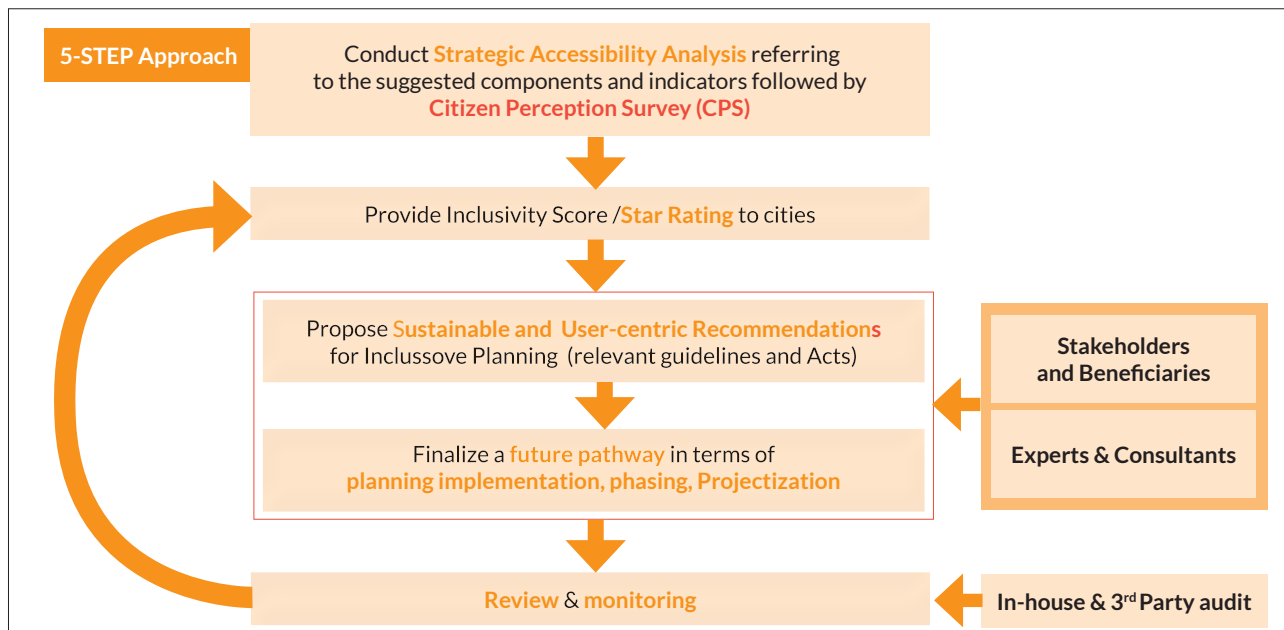 5-STEP Approach
Conduct Strategic Accessibility Analysis referring
to the suggested components and indicators followed by
Citizen Perception Survey (CPS)
Provide Inclusivity Score /Star Rating to cities
Propose Sustainable and User-centric Recommendations
for Inclussove Planning (relevant guidelines and Acts)
Stakeholders
and Beneficiaries
Finalize a future pathway in terms of
planning implementation, phasing, Projectization
Experts & Consultants
Review & monitoring
In-house & 3rd Party audit